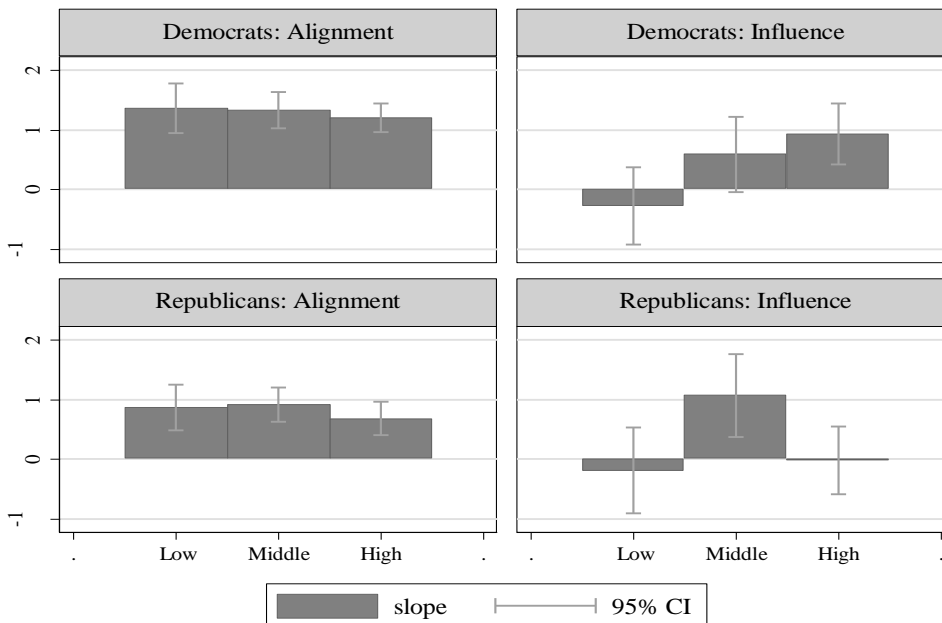 Democrats: Alignment
Democrats: Influence
2
1
0
-1
2
1
0
-1
Republicans: Alignment
Republicans: Influence
. Low Middle High .
. Low Middle High .
slope 95% CI